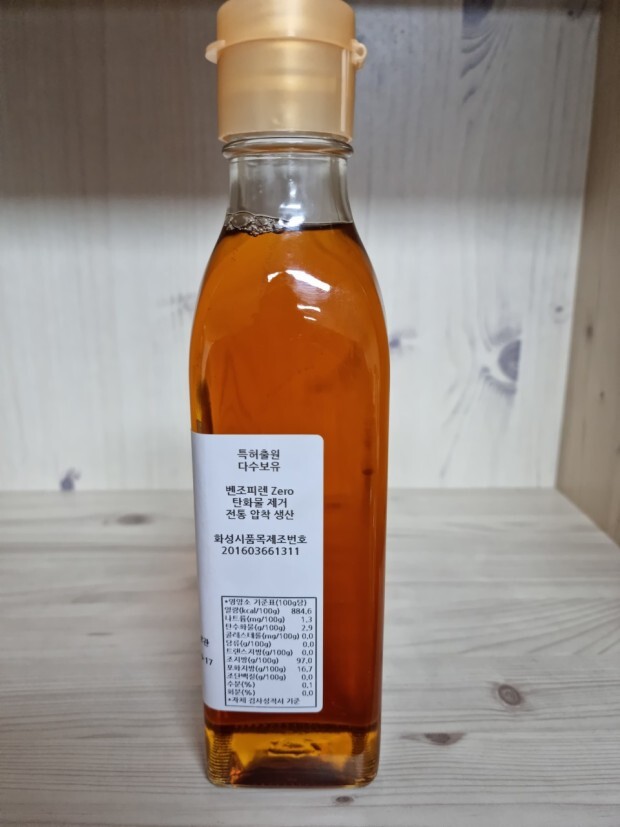 특허출원
다수보유
벤조피렌 Zero
탄화물 제거
전통 압착 생산
화성시품목제조번호
201603661311
*영양소 기준표(100g당)
열량(kcal/100g) 884.6
나트륨(mg/100g) 1.3
탄수화물(g/100g) 2.9
콜레스테롤(mg/100g) 0.0
당류(g/100g) 0.0
트랜스지방(g/100g) 0.0
조지방(g/100g) 97.0
포화지방(g/100g) 16.7
조단백질(g/100g) 0.0
수분(%) 0.1
회분(%) 0.0
*자체 검사성적서 기준
관
-17